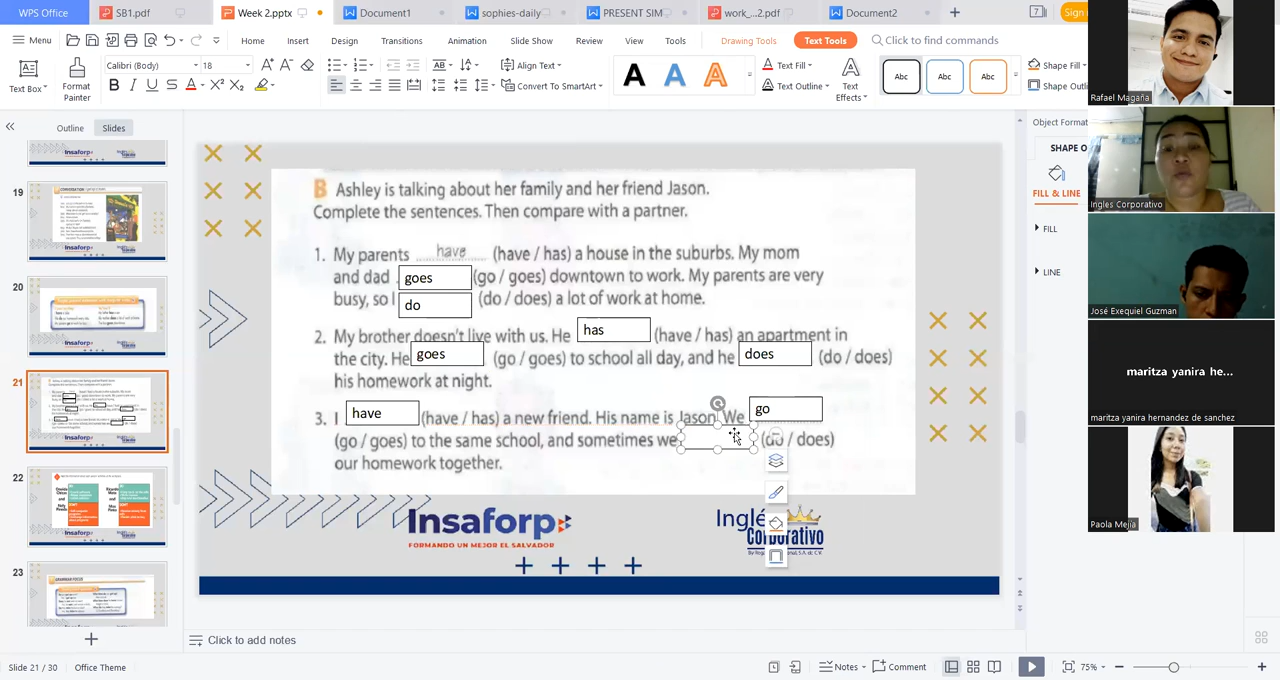 WPS Office
SB1.pdf
Week 2.pptx
Document1
sophies-daily
PRESENT SIM
work_...2.pdf
Document2
7
Sign
Menu
Home
Insert
Design
Transitions
Animation
Slide Show
Review
View
Tools
Drawing Tools
Text Tools
Click to find commands
Text Box
Format Painter
Calibri (Body)
18
Align Text
Convert To SmartArt
Text Fill
Text Outline
Text Effects
Abc
Abc
Abc
Shape Fill
Shape Outl
Outline
Slides
19
20
21
22
23
B Ashley is talking about her family and her friend Jason.
Complete the sentences. Then compare with a partner.
1. My parents have (have / has) a house in the suburbs. My mom
and dad goes (go / goes) downtown to work. My parents are very
busy, so I do (do / does) a lot of work at home.
2. My brother doesn't live with us. He has (have / has) an apartment in
the city. He goes (go / goes) to school all day, and he does (do / does)
his homework at night.
3. I have (have / has) a new friend. His name is Jason. We go
(go / goes) to the same school, and sometimes we (do / does)
our homework together.
Insaforp
FORMANDO UN MEJOR EL SALVADOR
Inglé
Corporativo
Object Format
SHAPE O
FILL & LINE
FILL
LINE
Rafael Magaña
Ingles Corporativo
José Exequiel Guzman
maritza yanira he...
maritza yanira hernandez de sanchez
Paola Mejia
Click to add notes
Slide 21 / 30
Office Theme
Notes
Comment
75%